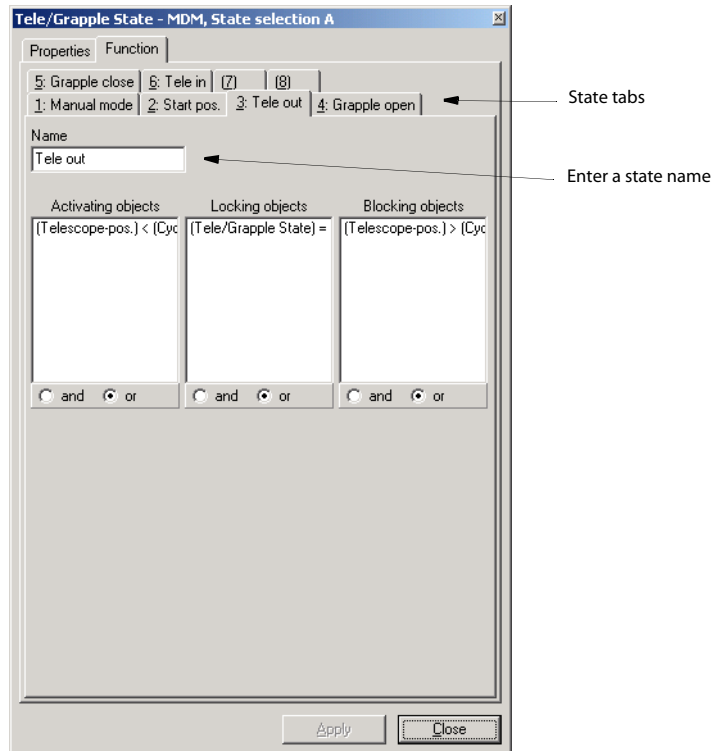 Tele/Grapple State - MDM, State selection A
Properties Function
5: Grapple close 6: Tele in (7) (8)
1: Manual mode 2: Start pos. 3: Tele out 4: Grapple open
State tabs
Name
Tele out
Enter a state name
Activating objects Locking objects Blocking objects
(Telescope-pos.) < (Cyc (Tele/Grapple State) = (Telescope-pos.) > (Cyc
and or and or and or
Apply Close